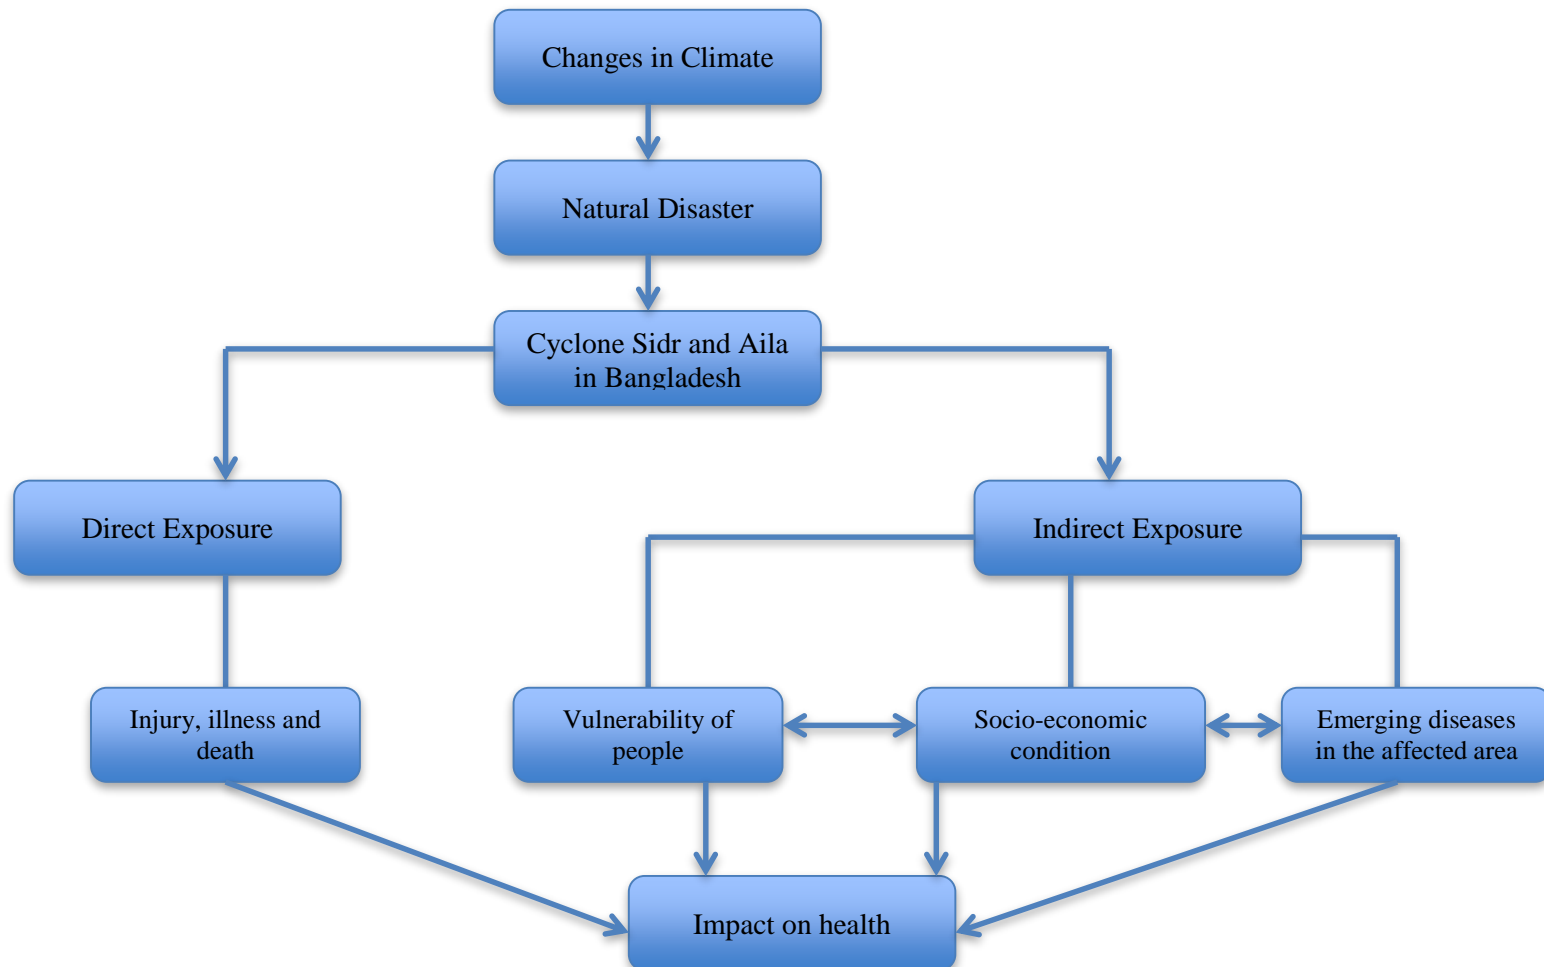 Changes in Climate
Natural Disaster
Cyclone Sidr and Aila
in Bangladesh
Direct Exposure
Indirect Exposure
Injury, illness and
death
Vulnerability of
people
Socio-economic
condition
Emerging diseases
in the affected area
Impact on health